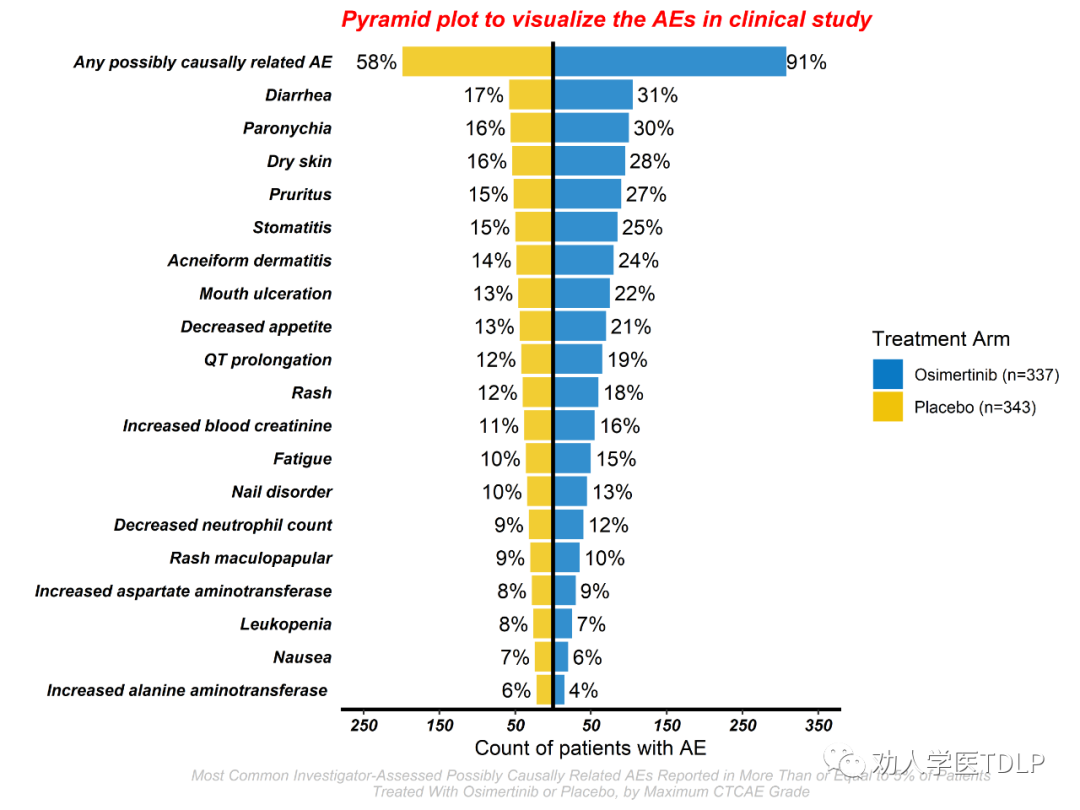 Pyramid plot to visualize the AEs in clinical study
Any possibly causally related AE 58% 91%
Diarrhea 17% 31%
Paronychia 16% 30%
Dry skin 16% 28%
Pruritus 15% 27%
Stomatitis 15% 25%
Acneiform dermatitis 14% 24%
Mouth ulceration 13% 22%
Decreased appetite 13% 21%
QT prolongation 12% 19%
Rash 12% 18%
Increased blood creatinine 11% 16%
Fatigue 10% 15%
Nail disorder 10% 13%
Decreased neutrophil count 9% 12%
Rash maculopapular 9% 10%
Increased aspartate aminotransferase 8% 9%
Leukopenia 8% 7%
Nausea 7% 6%
Increased alanine aminotransferase 6% 4%
Treatment Arm
Osimertinib (n=337)
Placebo (n=343)
250 150 50 50 150 250 350
Count of patients with AE
Most Common Investigator-Assessed Possibly Causally Related AEs Reported in More Than or Equal to 5% of Patients
Treated With Osimertinib or Placebo, by Maximum CTCAE Grade
劝人学医TDLP